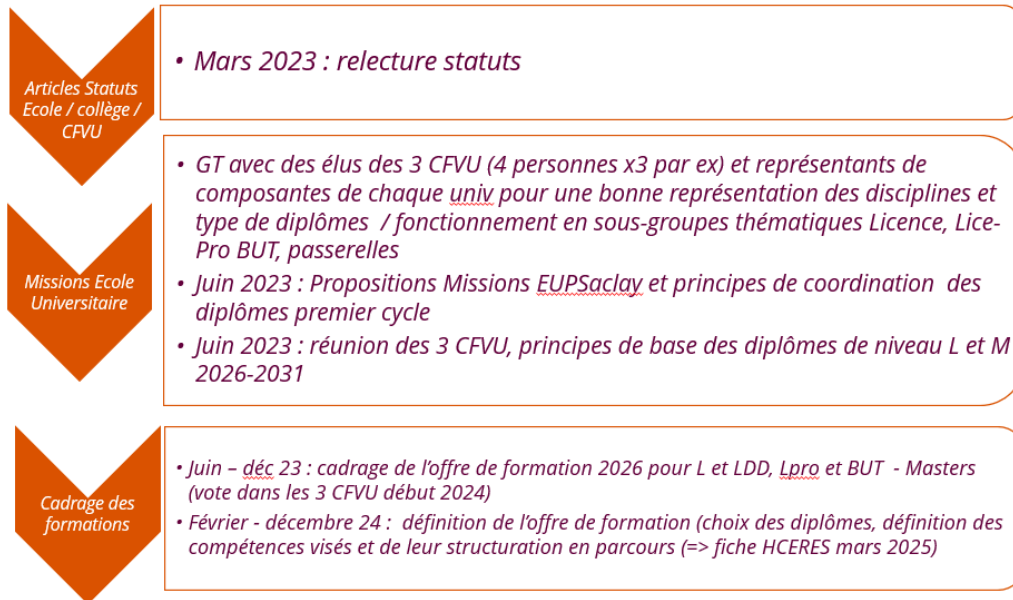 Articles Statuts
Ecole / collège /
CFVU
• Mars 2023 : relecture statuts
Missions Ecole
Universitaire
• GT avec des élus des 3 CFVU (4 personnes x3 par ex) et représentants de
composantes de chaque univ pour une bonne représentation des disciplines et
type de diplômes / fonctionnement en sous-groupes thématiques Licence, Lice-
Pro BUT, passerelles
• Juin 2023 : Propositions Missions EUPSaclay et principes de coordination des
diplômes premier cycle
• Juin 2023 : réunion des 3 CFVU, principes de base des diplômes de niveau L et M
2026-2031
Cadrage des
formations
• Juin – déc 23 : cadrage de l'offre de formation 2026 pour L et LDD, Lpro et BUT - Masters
(vote dans les 3 CFVU début 2024)
• Février - décembre 24 : définition de l'offre de formation (choix des diplômes, définition des
compétences visés et de leur structuration en parcours (=> fiche HCERES mars 2025)